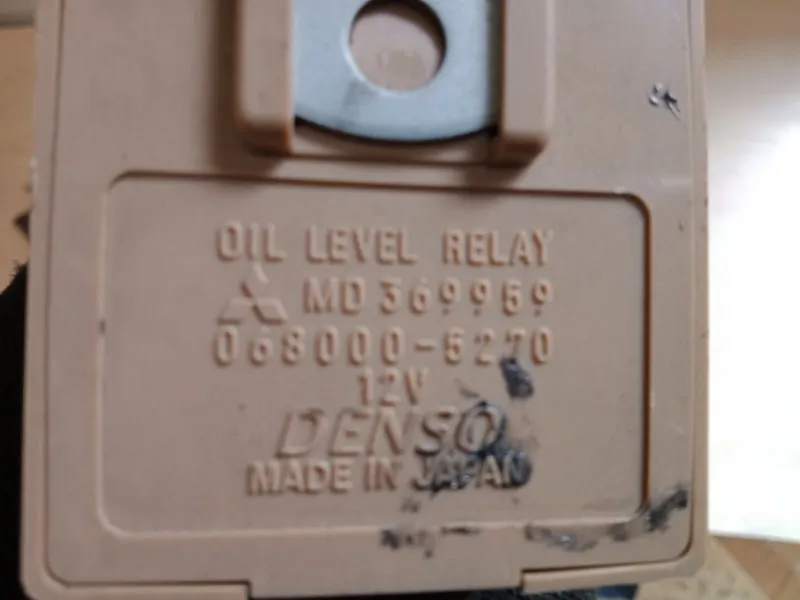 OIL LEVEL RELAY
MD369959
068000-5270
12V
DENSO
MADE IN JAPAN